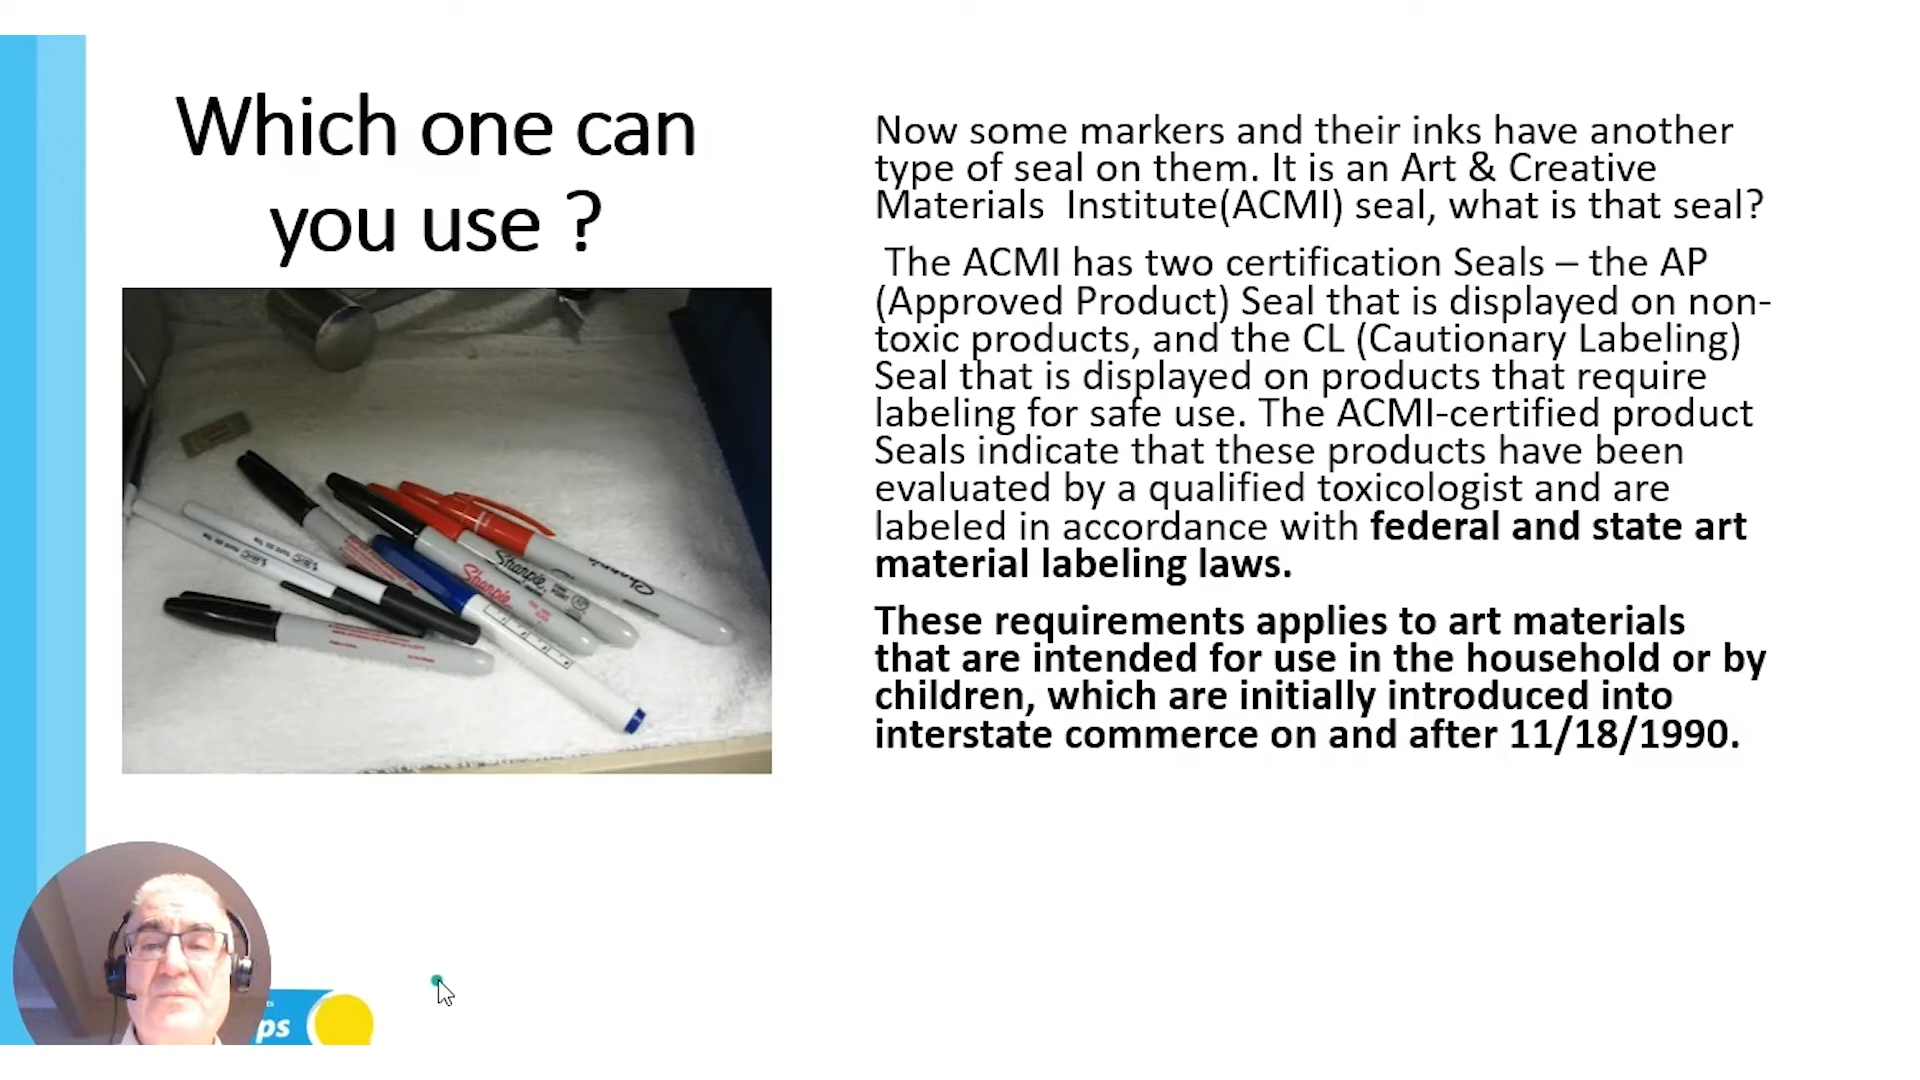 Which one can
you use ?
Now some markers and their inks have another
type of seal on them. It is an Art & Creative
Materials  Institute(ACMI) seal, what is that seal?
The ACMI has two certification Seals – the AP
(Approved Product) Seal that is displayed on non-
toxic products, and the CL (Cautionary Labeling)
Seal that is displayed on products that require
labeling for safe use. The ACMI-certified product
Seals indicate that these products have been
evaluated by a qualified toxicologist and are
labeled in accordance with federal and state art
material labeling laws.
These requirements applies to art materials
that are intended for use in the household or by
children, which are initially introduced into
interstate commerce on and after 11/18/1990.
Sharpie
Sharpie
Sharpie
BIC
BIC
ps